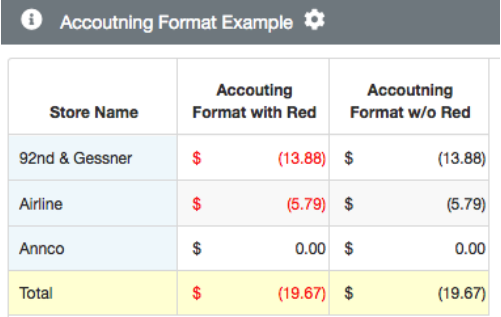 Accoutning Format Example
Store Name Accouting Format with Red Accoutning Format w/o Red
92nd & Gessner $ (13.88) $ (13.88)
Airline $ (5.79) $ (5.79)
Annco $ 0.00 $ 0.00
Total $ (19.67) $ (19.67)